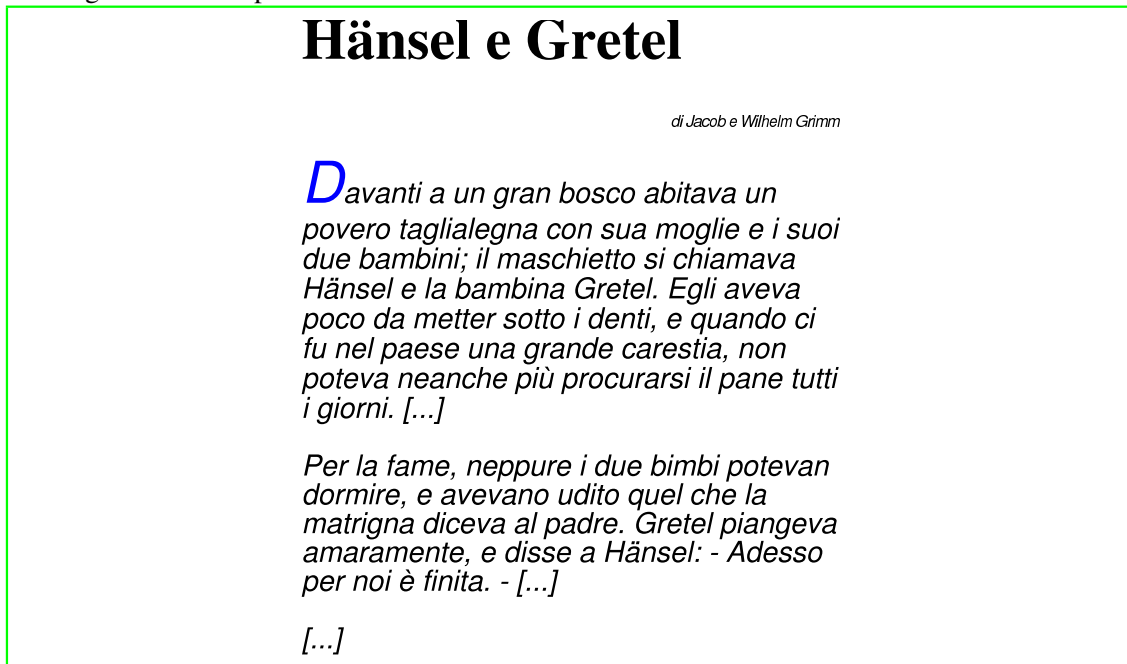 Hänsel e Gretel
di Jacob e Wilhelm Grimm
Davanti a un gran bosco abitava un
povero taglialegna con sua moglie e i suoi
due bambini; il maschietto si chiamava
Hänsel e la bambina Gretel. Egli aveva
poco da metter sotto i denti, e quando ci
fu nel paese una grande carestia, non
poteva neanche più procurarsi il pane tutti
i giorni. [...]
Per la fame, neppure i due bimbi potevan
dormire, e avevano udito quel che la
matrigna diceva al padre. Gretel piangeva
amaramente, e disse a Hänsel: - Adesso
per noi è finita. - [...]
[...]